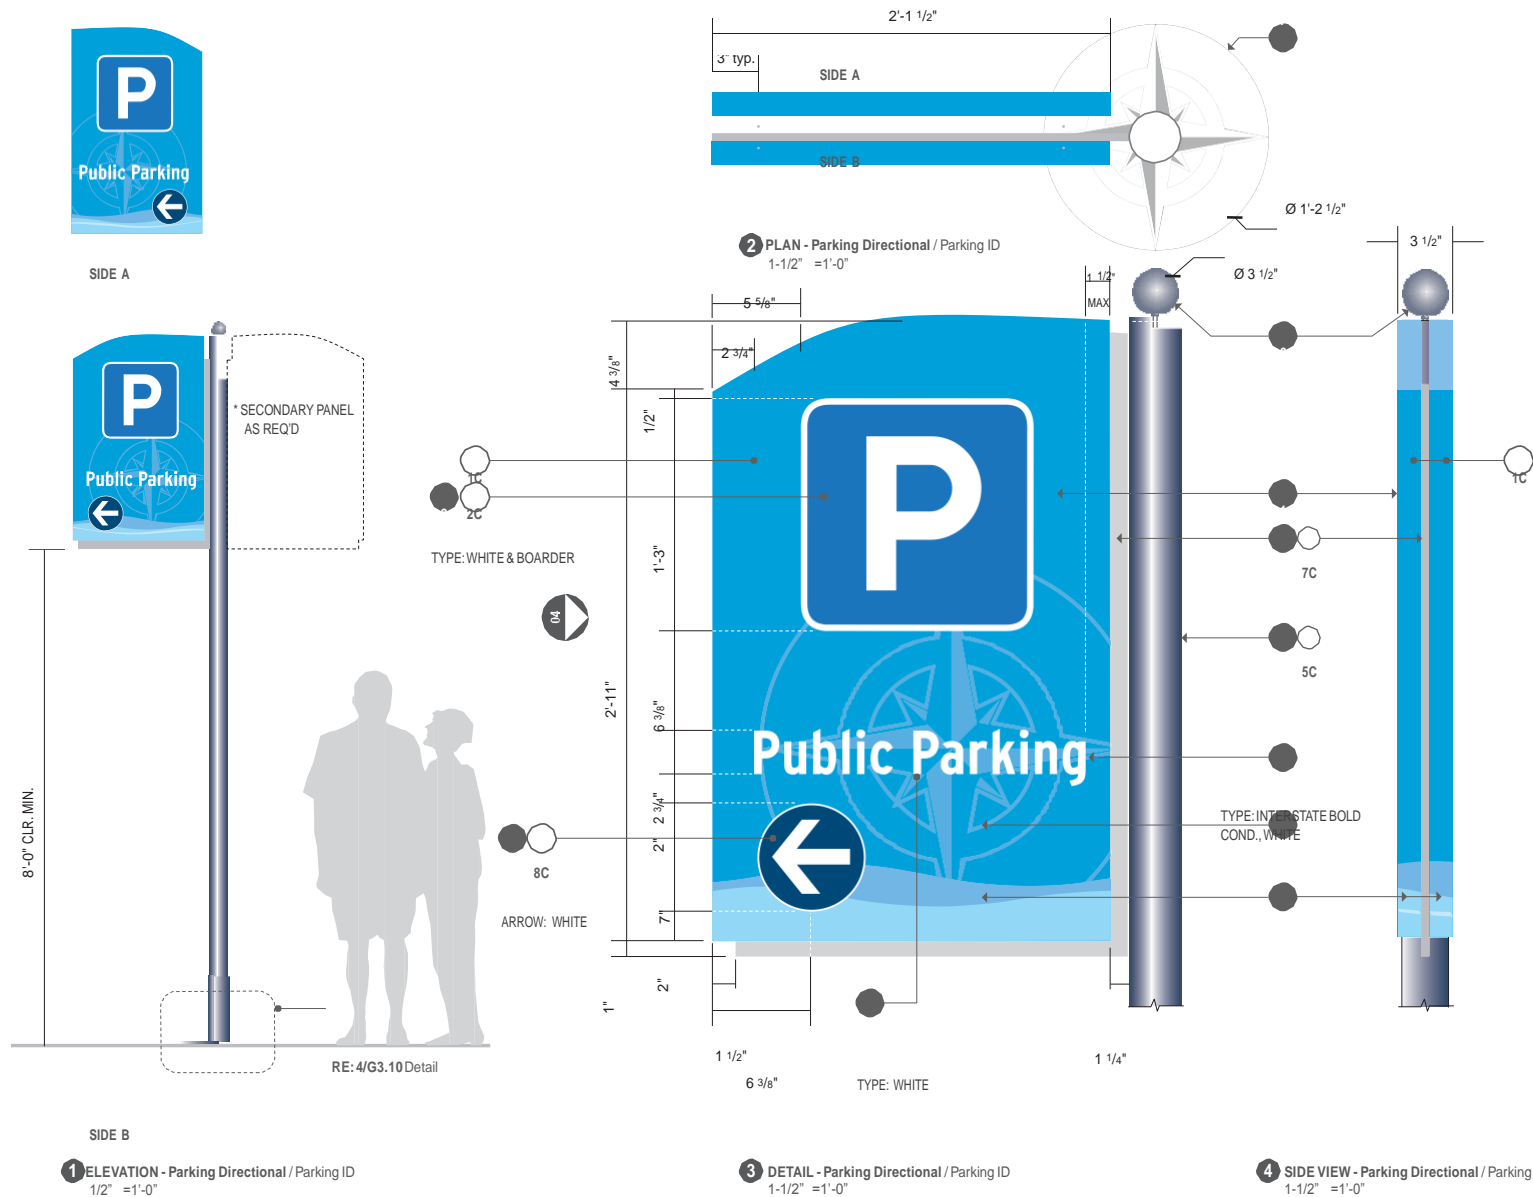 P
Public Parking
SIDE A
2'-1 1/2"
3" typ.
SIDE A
SIDE B
Ø 1'-2 1/2"
2 PLAN - Parking Directional / Parking ID
1-1/2" =1'-0"
P
Public Parking
* SECONDARY PANEL
AS REQ'D
8'-0" CLR. MIN.
RE: 4/G3.10 Detail
SIDE B
1 ELEVATION - Parking Directional / Parking ID
1/2" =1'-0"
1C
2C
TYPE: WHITE & BOARDER
04
8C
ARROW: WHITE
5 5/8"
2 3/4"
1 1/2"
MAX
Ø 3 1/2"
4 3/8"
1/2"
1'-3"
2'-11"
6 3/8"
2 3/4"
2"
7"
2"
1"
P
Public Parking
1 1/2"
6 3/8"
TYPE: WHITE
1 1/4"
7C
5C
TYPE: INTERSTATE BOLD
COND., WHITE
3 DETAIL - Parking Directional / Parking ID
1-1/2" =1'-0"
3 1/2"
1C
4 SIDE VIEW - Parking Directional / Parking
1-1/2" =1'-0"